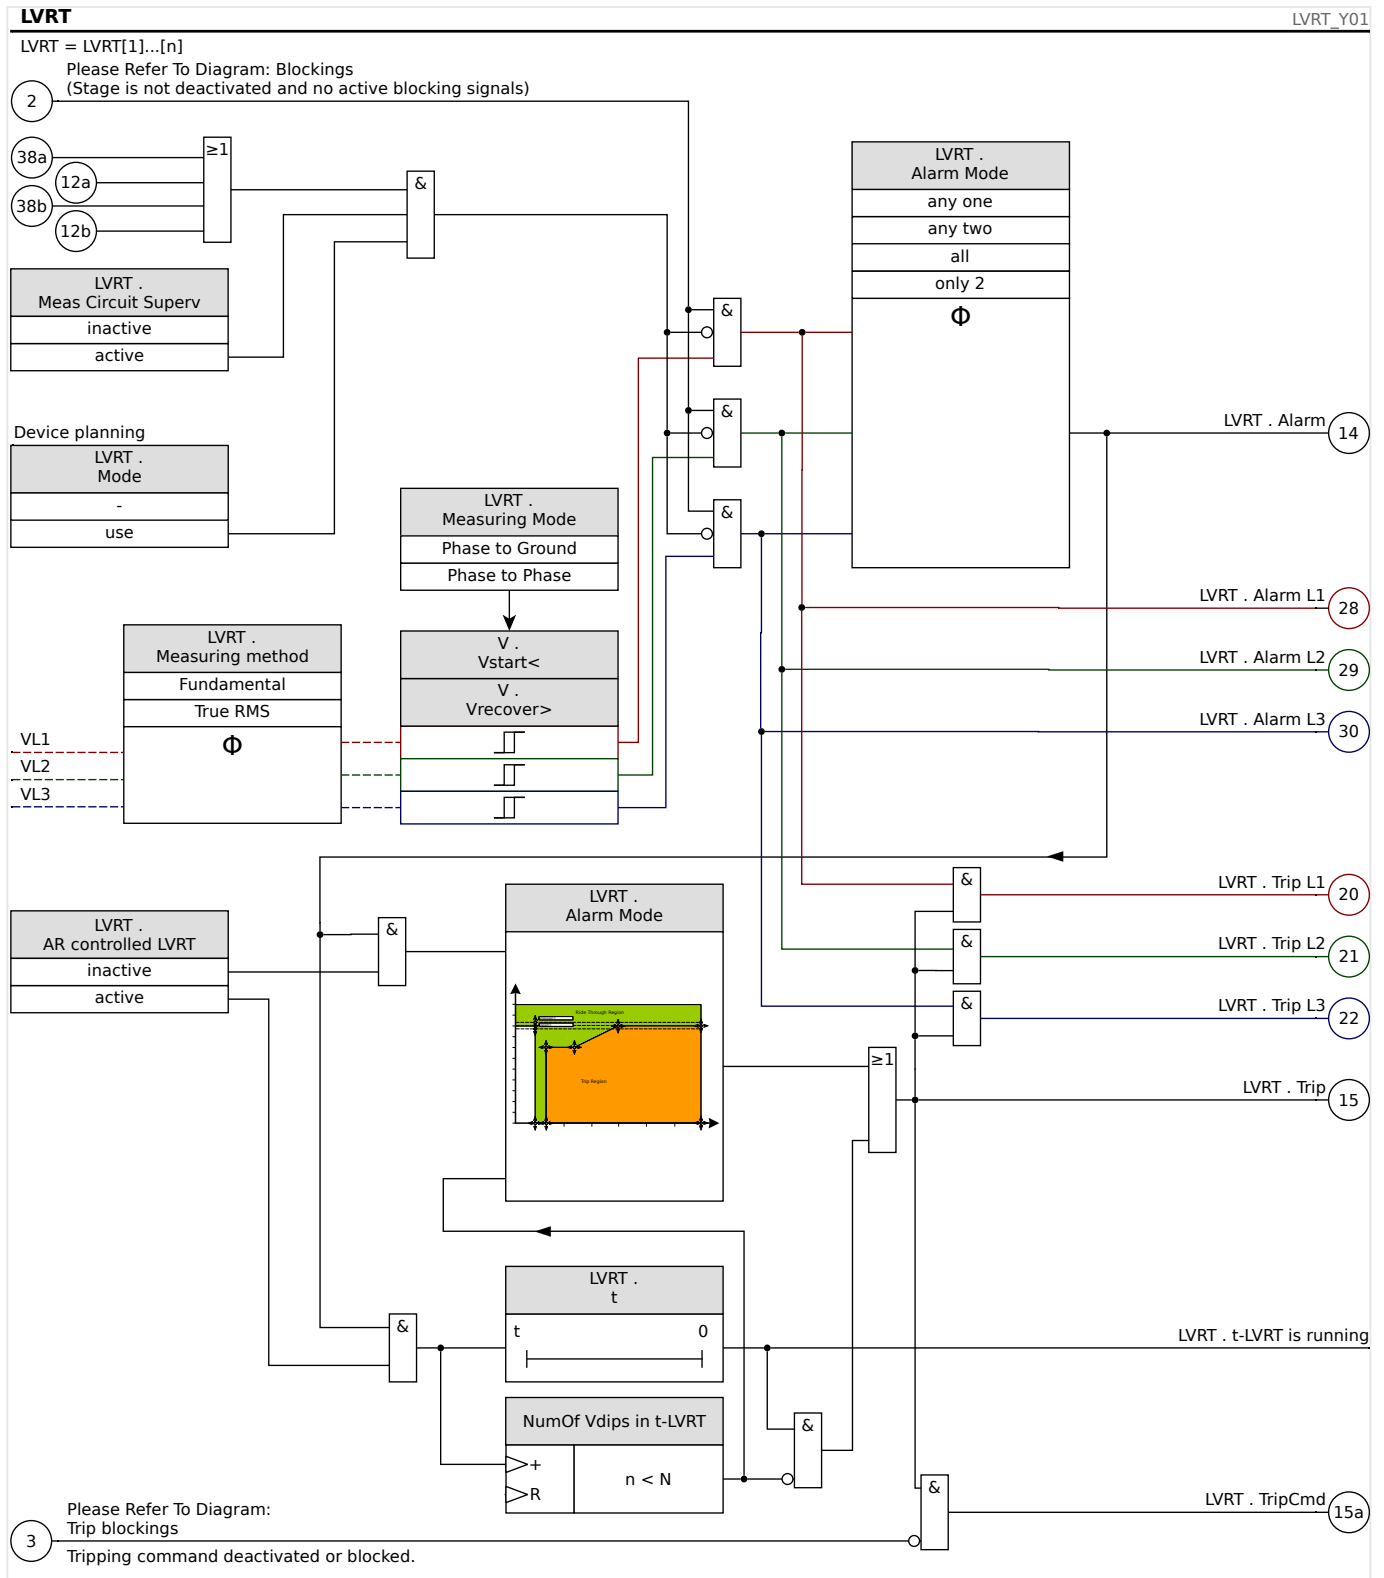 LVRT
LVRT_Y01
LVRT = LVRT[1]...[n]
Please Refer To Diagram: Blockings
(Stage is not deactivated and no active blocking signals)
2
38a
12a
38b
12b
≥1
&
LVRT .
Meas Circuit Superv
inactive
active
Device planning
LVRT .
Mode
-
use
LVRT .
Alarm Mode
any one
any two
all
only 2
Φ
&
&
&
LVRT . Alarm
14
LVRT .
Measuring Mode
Phase to Ground
Phase to Phase
LVRT .
Measuring method
Fundamental
True RMS
Φ
V .
Vstart<
V .
Vrecover>
VL1
VL2
VL3
LVRT . Alarm L1
28
LVRT . Alarm L2
29
LVRT . Alarm L3
30
LVRT .
AR controlled LVRT
inactive
active
&
LVRT .
Alarm Mode
Ride Through Region
Trip Region
&
LVRT . Trip L1
20
&
LVRT . Trip L2
21
&
LVRT . Trip L3
22
≥1
LVRT . Trip
15
LVRT .
t
t
0
&
LVRT . t-LVRT is running
NumOf Vdips in t-LVRT
+
R
n < N
&
&
LVRT . TripCmd
15a
Please Refer To Diagram:
Trip blockings
3
Tripping command deactivated or blocked.